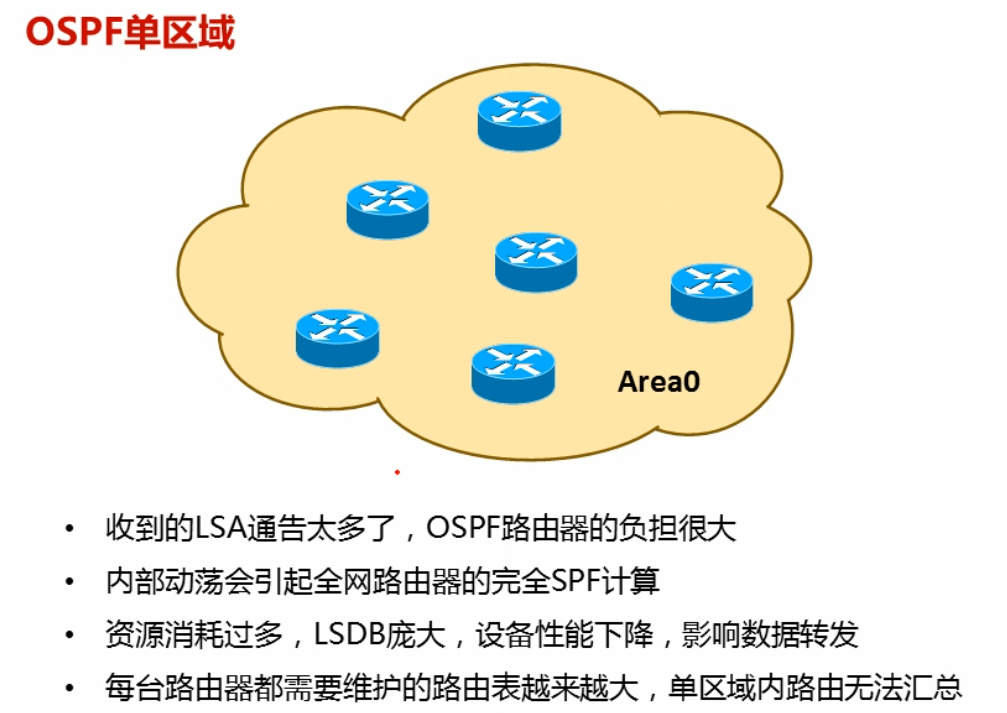 OSPF单区域
Area0
• 收到的LSA通告太多了，OSPF路由器的负担很大
• 内部动荡会引起全网路由器的完全SPF计算
• 资源消耗过多，LSDB庞大，设备性能下降，影响数据转发
• 每台路由器都需要维护的路由表越来越大，单区域内路由无法汇总